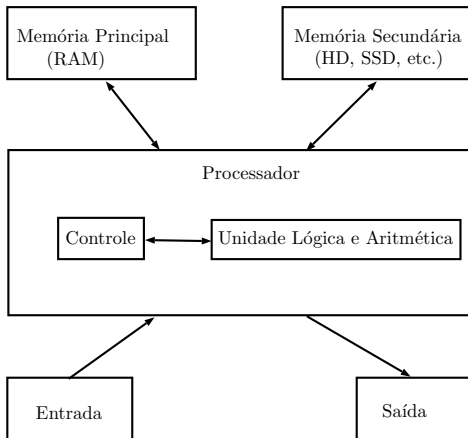 Memória Principal
(RAM)
Memória Secundária
(HD, SSD, etc.)
Processador
Controle
Unidade Lógica e Aritmética
Entrada
Saída